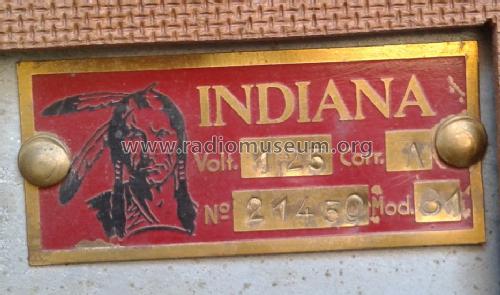 INDIANA
www.radiomuseum.org
Volt. 125 Corr.
No 21450 Mod. 61